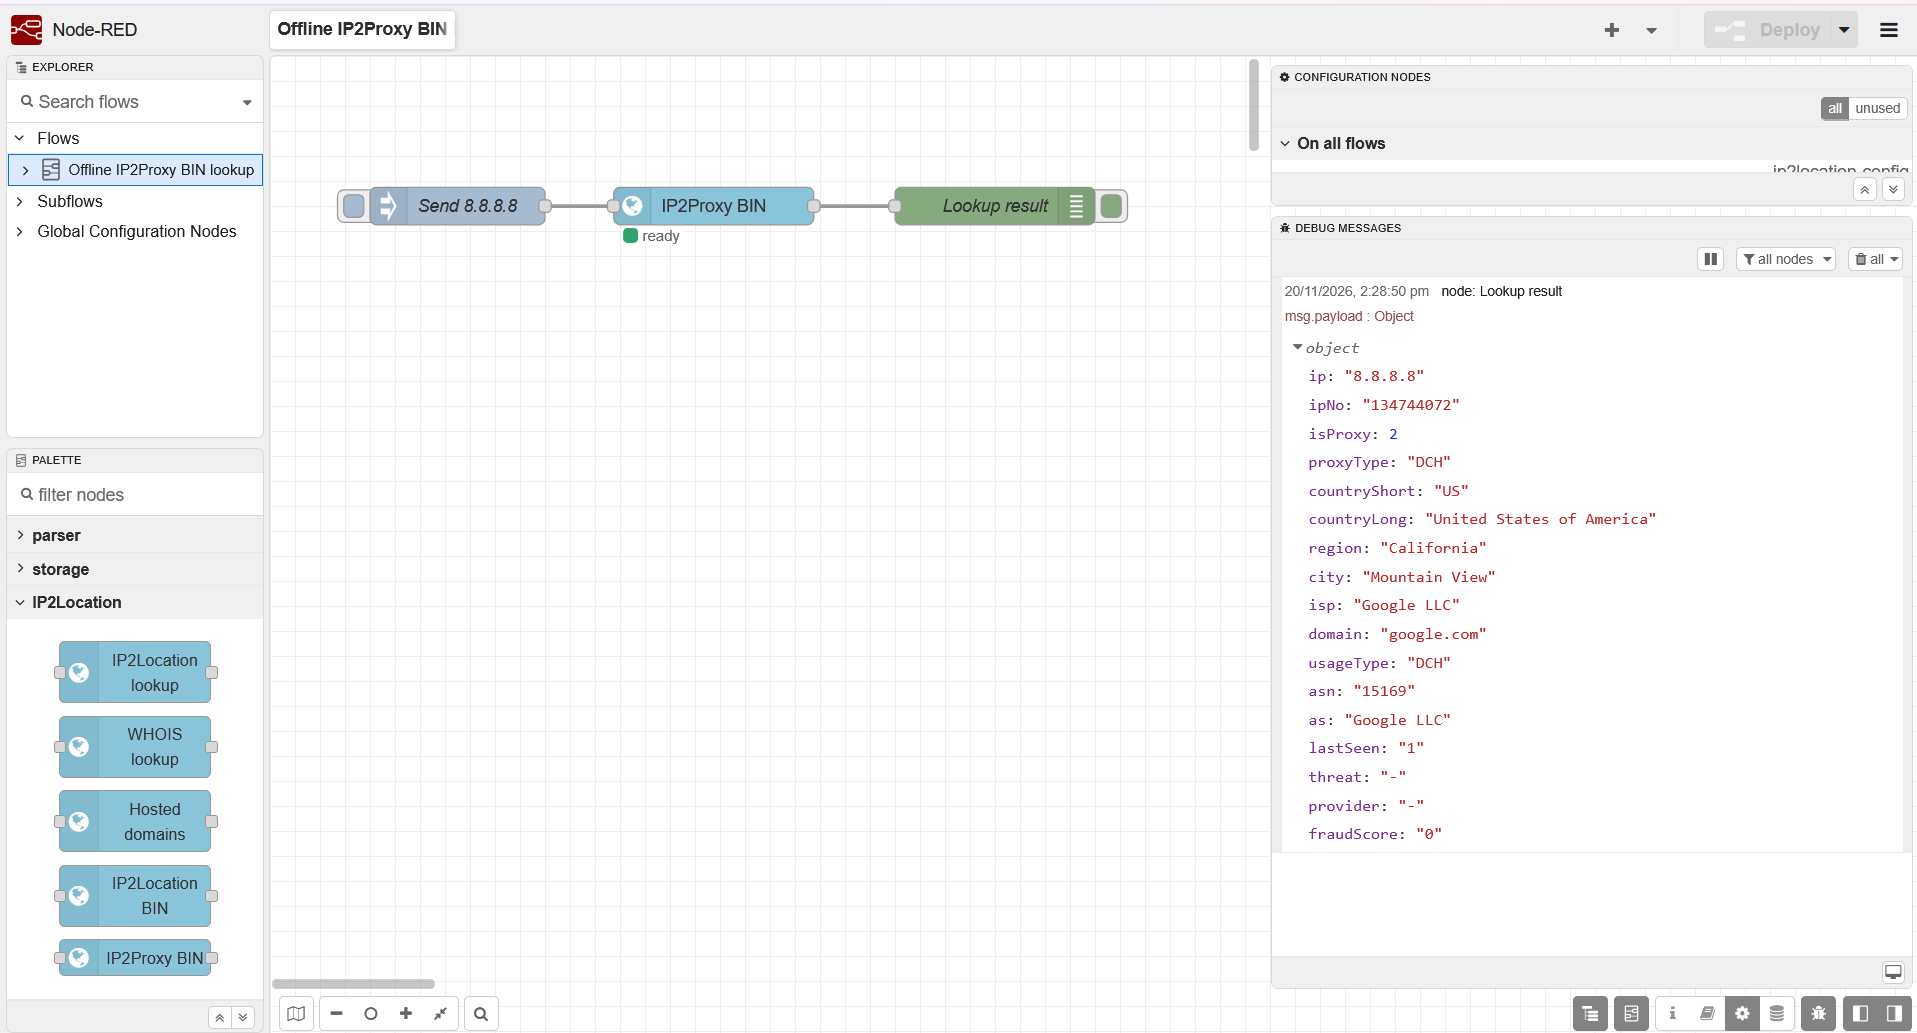 Node-RED
Offline IP2Proxy BIN
Deploy
EXPLORER
Search flows
Flows
Offline IP2Proxy BIN lookup
Subflows
Global Configuration Nodes
PALETTE
filter nodes
parser
storage
IP2Location
IP2Location
lookup
WHOIS
lookup
Hosted
domains
IP2Location
BIN
IP2Proxy BIN
Send 8.8.8.8
IP2Proxy BIN
ready
Lookup result
CONFIGURATION NODES
all unused
On all flows
ip2location config
DEBUG MESSAGES
all nodes
all
20/11/2026, 2:28:50 pm node: Lookup result
msg.payload : Object
object
ip: "8.8.8.8"
ipNo: "134744072"
isProxy: 2
proxyType: "DCH"
countryShort: "US"
countryLong: "United States of America"
region: "California"
city: "Mountain View"
isp: "Google LLC"
domain: "google.com"
usageType: "DCH"
asn: "15169"
as: "Google LLC"
lastSeen: "1"
threat: "-"
provider: "-"
fraudScore: "0"